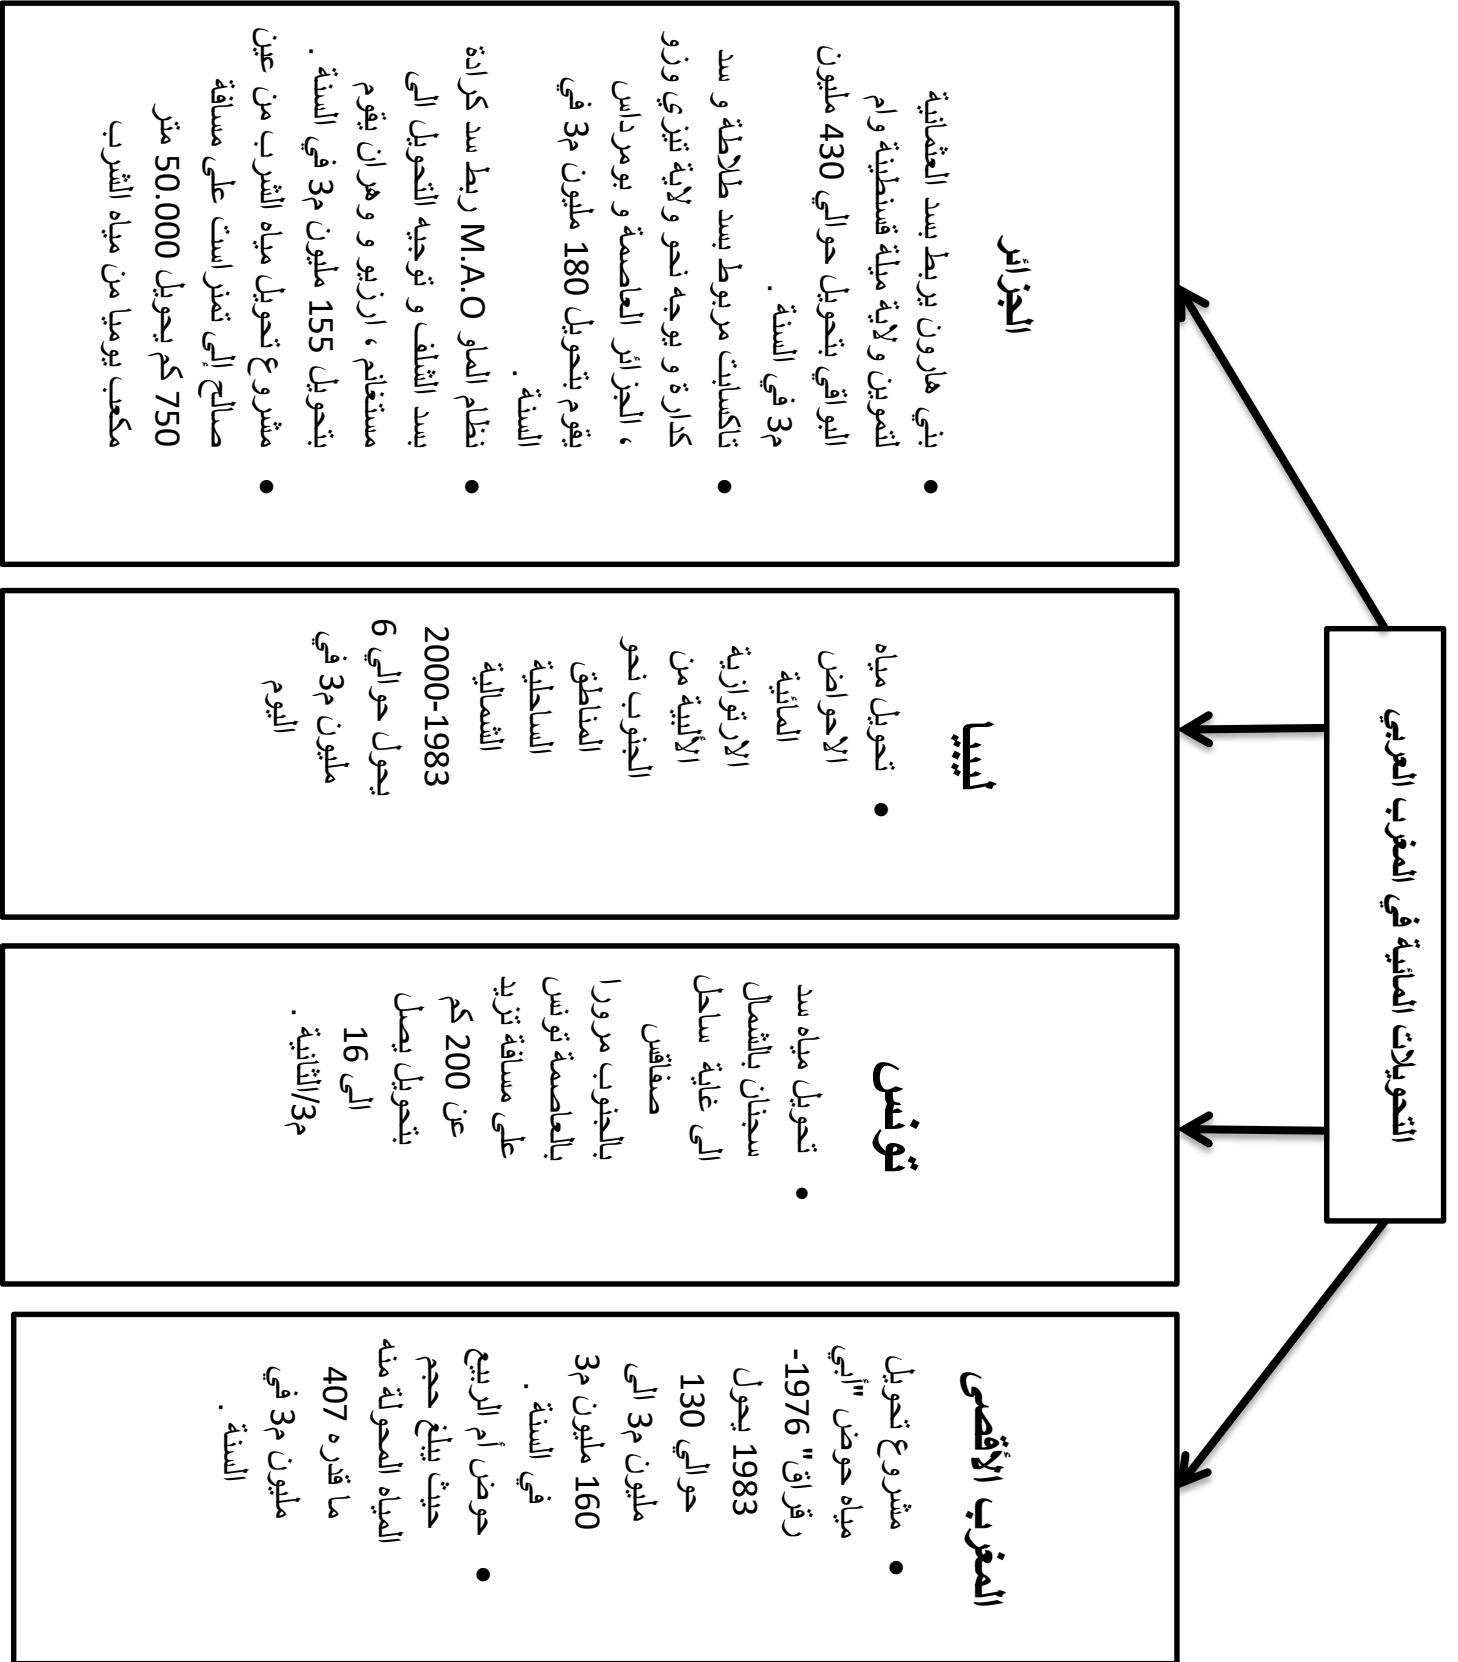 التحويلات المائية في المغرب العربي
المغرب الأقصى
• مشروع تحويل
مياه حوض "أبي
رقراق" 1976-
1983 يحول
حوالي 130
مليون م3 الى
160 مليون م3
في السنة .
• حوض أم الربيع
حيث يبلغ حجم
المياه المحولة منه
ما قدره 407
مليون م3 في
السنة .
تونس
• تحويل مياه سد
سجنان بالشمال
الى غاية ساحل
صفاقس
بالجنوب مرورا
بالعاصمة تونس
على مسافة تزيد
عن 200 كم
بتحويل يصل
الى 16
م3/الثانية .
ليبيا
• تحويل مياه
الاحواض
المائية
الارتوازية
الألبية من
الجنوب نحو
المناطق
الساحلية
الشمالية
1983-2000
يحول حوالي 6
مليون م3 في
اليوم
الجزائر
• بني هارون يربط بسد العثمانية
لتموين ولاية ميلة قسنطينة وام
البواقي بتحويل حوالي 430 مليون
م3 في السنة .
• تاكسابت مربوط بسد طلاطة و سد
كدارة و يوجه نحو ولاية تيزي وزو
، الجزائر العاصمة و بومرداس
يقوم بتحويل 180 مليون م3 في
السنة .
• نظام الماو M.A.O ربط سد كرادة
بسد الشلف و توجيه التحويل الى
مستغانم ، ارزيو و وهران يقوم
بتحويل 155 مليون م3 في السنة .
• مشروع تحويل مياه الشرب من عين
صالح إلى تمنراست على مسافة
750 كم يحويل 50.000 متر
مكعب يوميا من مياه الشرب